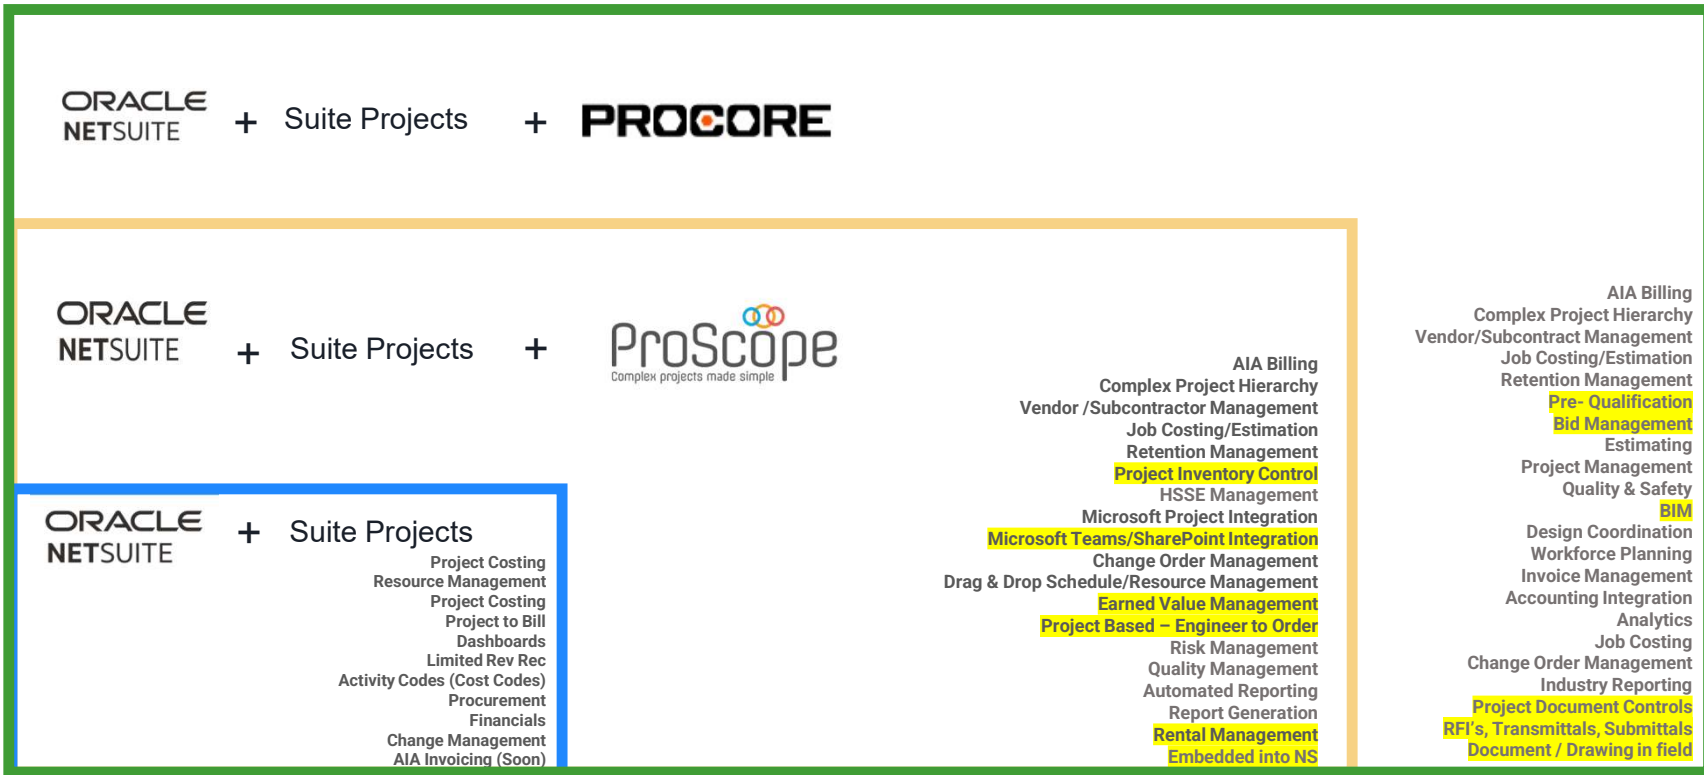 ORACLE
NETSUITE
+ Suite Projects + PROCORE
ORACLE
NETSUITE
+ Suite Projects + ProScope
Complex projects made simple
AIA Billing
Complex Project Hierarchy
Vendor /Subcontractor Management
Job Costing/Estimation
Retention Management
Project Inventory Control
HSSE Management
Microsoft Project Integration
Microsoft Teams/SharePoint Integration
Change Order Management
Drag & Drop Schedule/Resource Management
Earned Value Management
Project Based – Engineer to Order
Risk Management
Quality Management
Automated Reporting
Report Generation
Rental Management
Embedded into NS
ORACLE
NETSUITE
+ Suite Projects
Project Costing
Resource Management
Project Costing
Project to Bill
Dashboards
Limited Rev Rec
Activity Codes (Cost Codes)
Procurement
Financials
Change Management
AIA Invoicing (Soon)
AIA Billing
Complex Project Hierarchy
Vendor/Subcontract Management
Job Costing/Estimation
Retention Management
Pre- Qualification
Bid Management
Estimating
Project Management
Quality & Safety
BIM
Design Coordination
Workforce Planning
Invoice Management
Accounting Integration
Analytics
Job Costing
Change Order Management
Industry Reporting
Project Document Controls
RFI's, Transmittals, Submittals
Document / Drawing in field